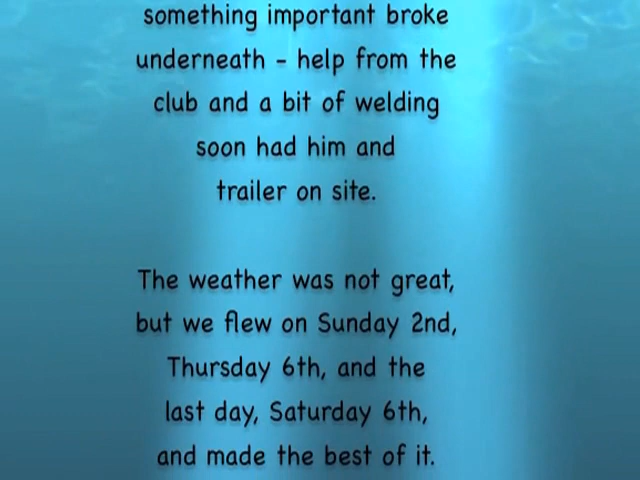 something important broke
underneath - help from the
club and a bit of welding
soon had him and
trailer on site.
The weather was not great,
but we flew on Sunday 2nd,
Thursday 6th, and the
last day, Saturday 6th,
and made the best of it.